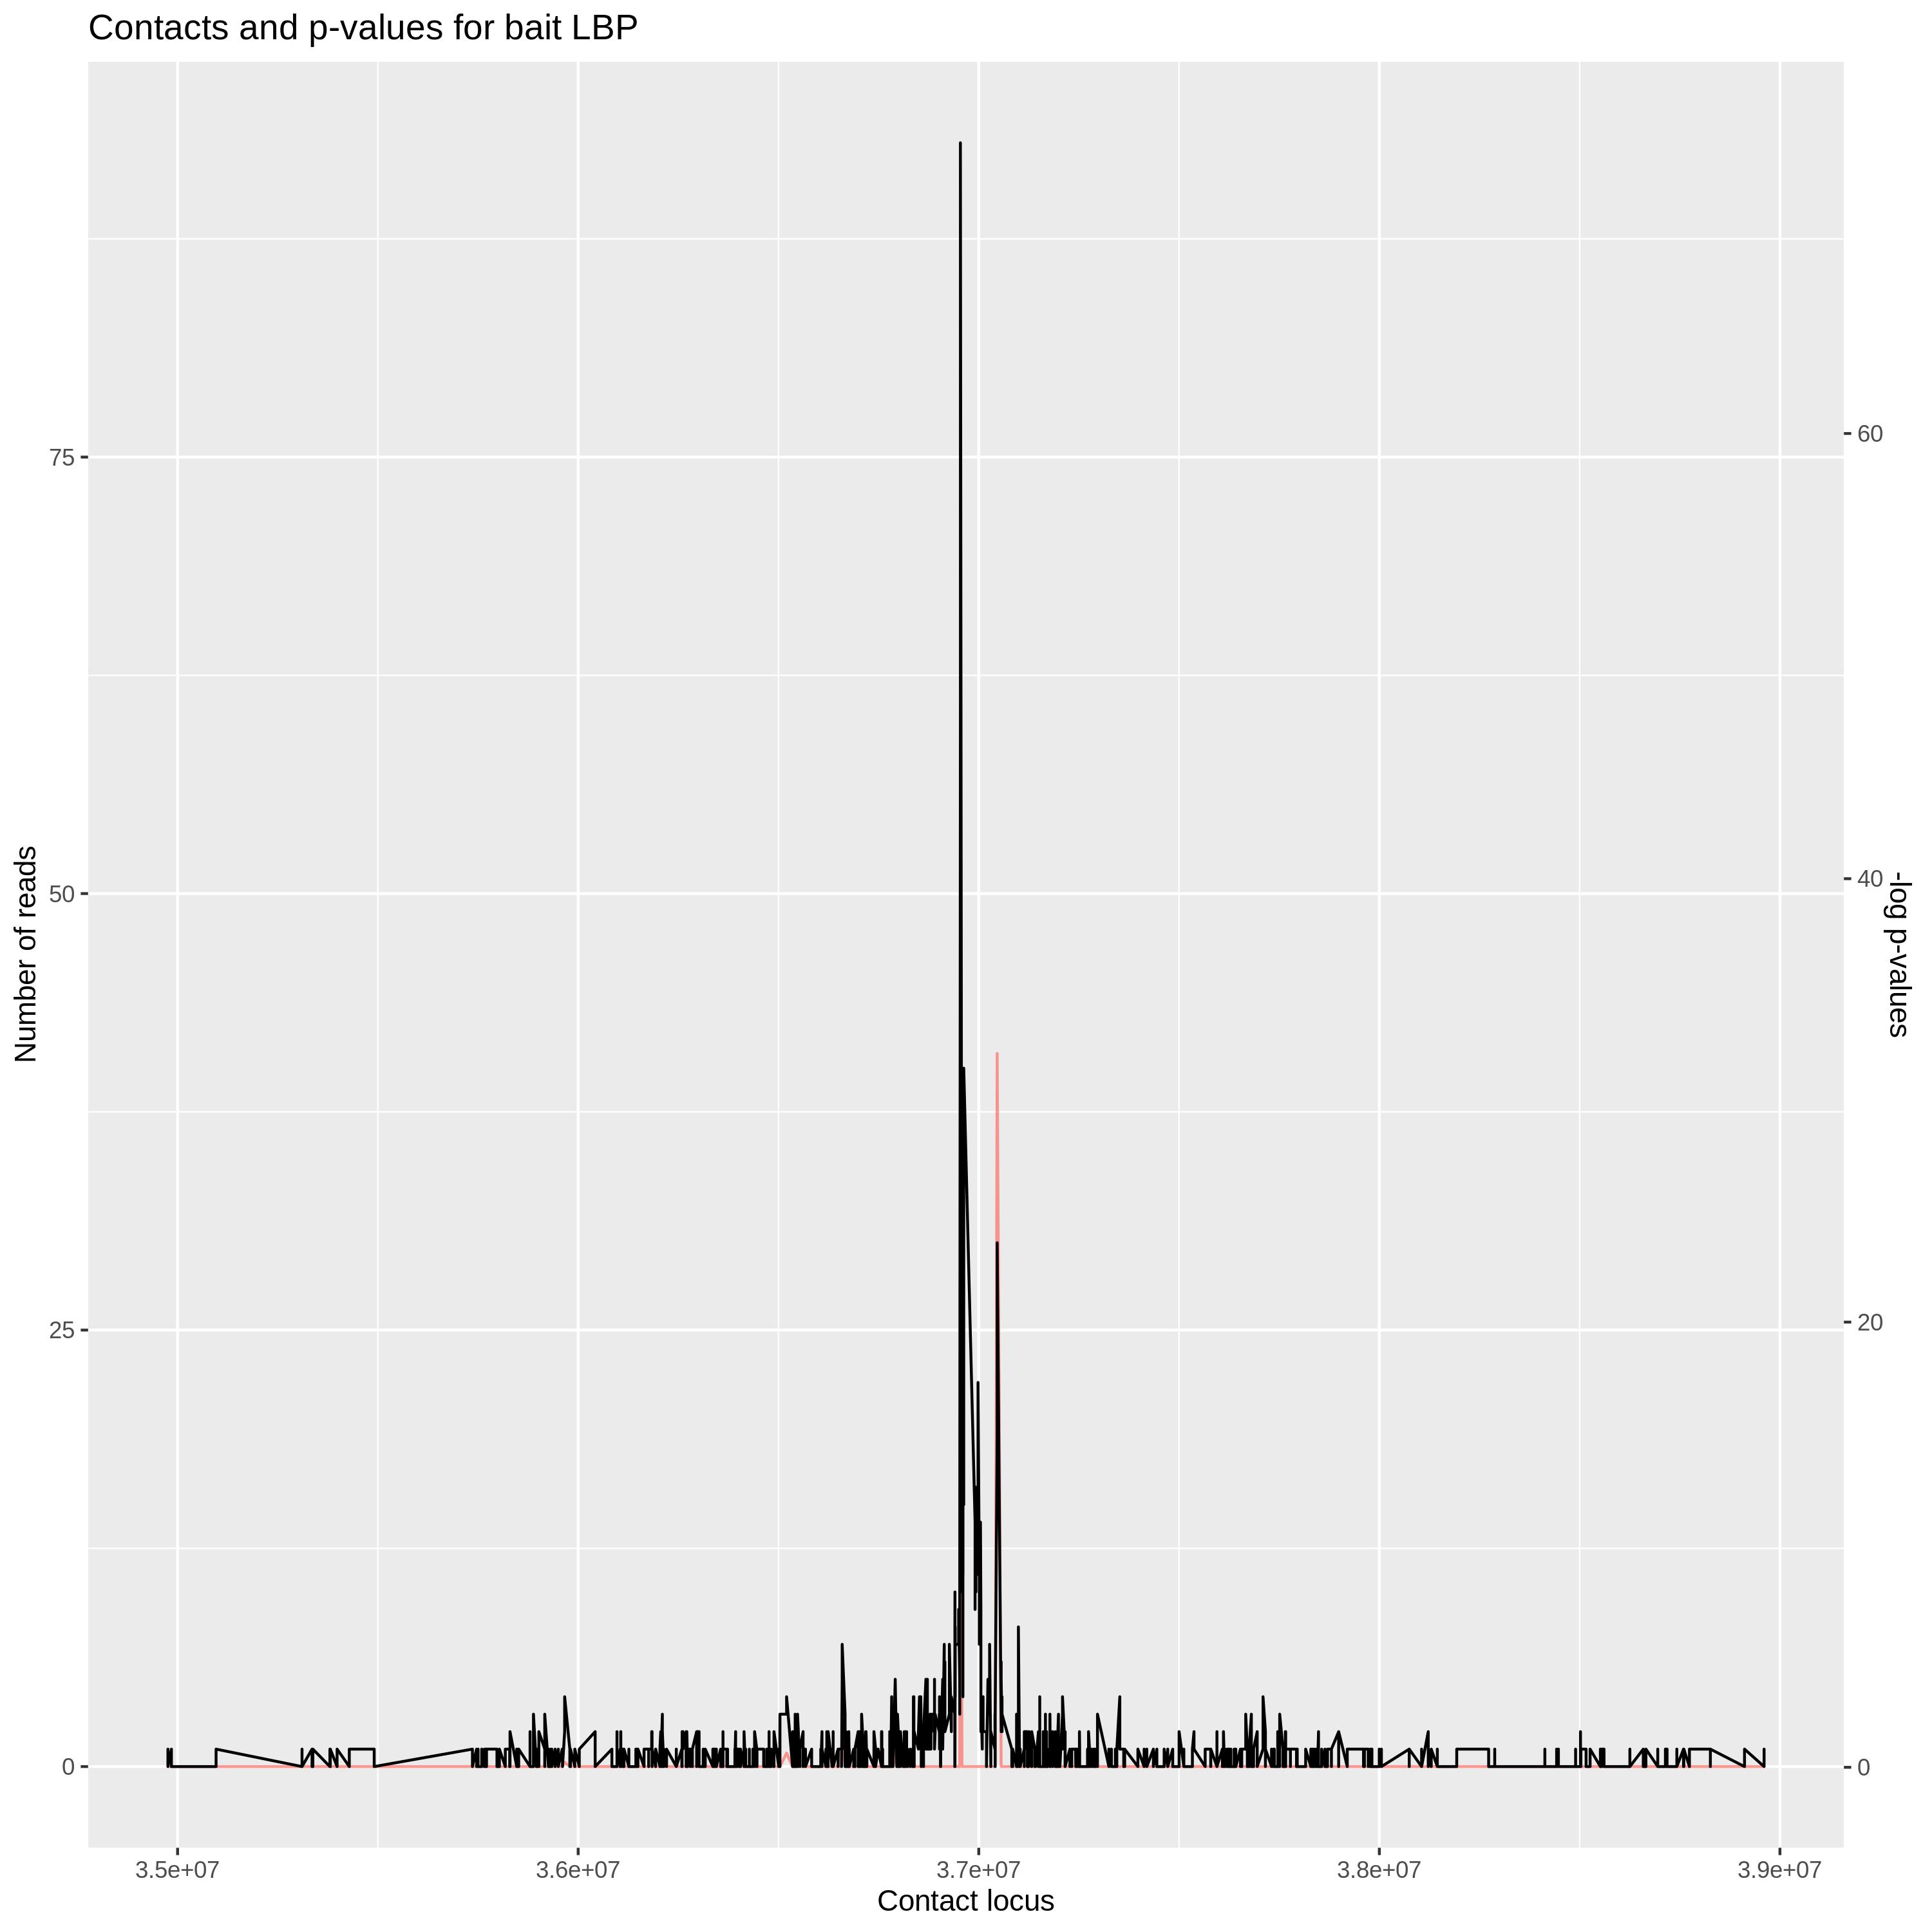 Contacts and p-values for bait LBP
75
50
25
0
Number of reads
60
40
20
0
-log p-values
3.5e+07
3.6e+07
3.7e+07
3.8e+07
3.9e+07
Contact locus